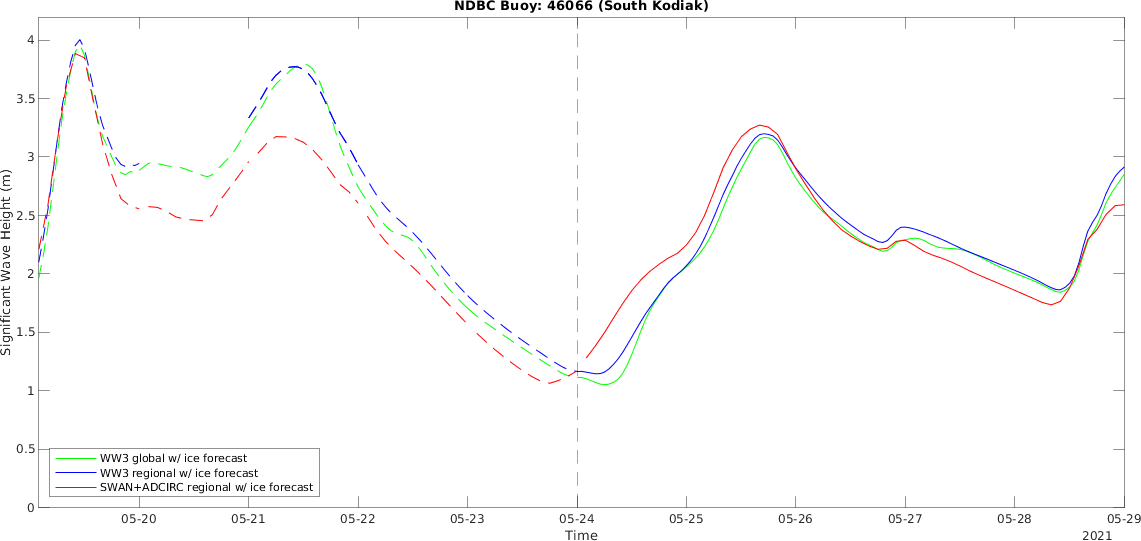 NDBC Buoy: 46066 (South Kodiak)
Significant Wave Height (m)
4
3.5
3
2.5
2
1.5
1
0.5
0
WW3 global w/ ice forecast
WW3 regional w/ ice forecast
SWAN+ADCIRC regional w/ ice forecast
05-20 05-21 05-22 05-23 05-24 05-25 05-26 05-27 05-28 05-29
Time
2021